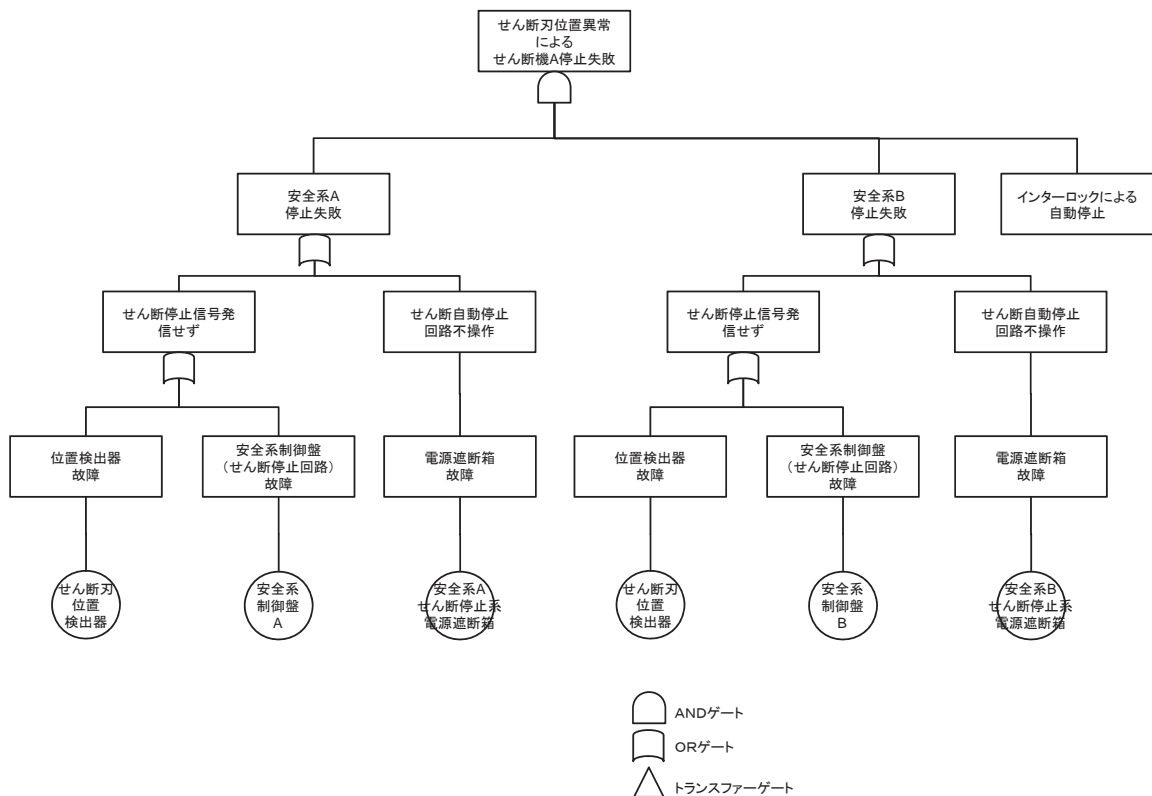 せん断刃位置異常
による
せん断機A停止失敗
安全系A
停止失敗
安全系B
停止失敗
インターロックによる
自動停止
せん断停止信号発
信せず
せん断自動停止
回路不操作
せん断停止信号発
信せず
せん断自動停止
回路不操作
位置検出器
故障
安全系制御盤
（せん断停止回路）
故障
電源遮断箱
故障
位置検出器
故障
安全系制御盤
（せん断停止回路）
故障
電源遮断箱
故障
せん断刃
位置
検出器
安全系
制御盤
A
安全系A
せん断停止系
電源遮断箱
せん断刃
位置
検出器
安全系
制御盤
B
安全系B
せん断停止系
電源遮断箱
ANDゲート
ORゲート
トランスファーゲート